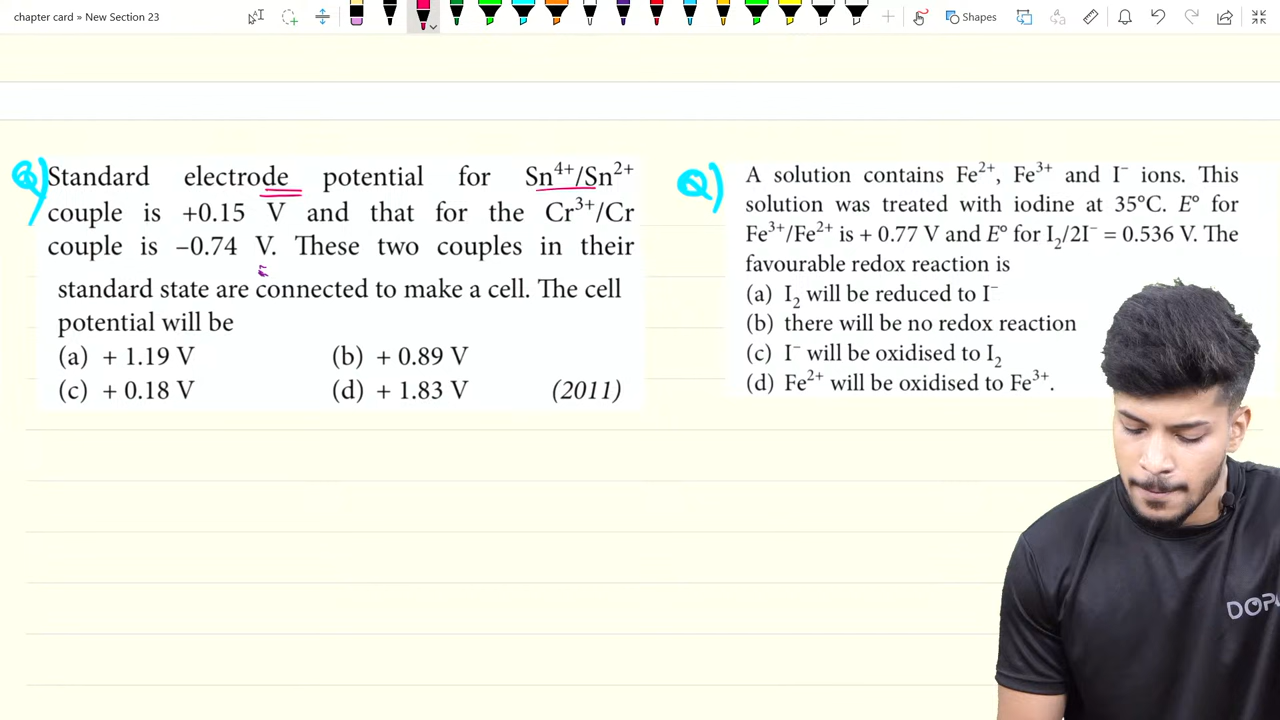 chapter card » New Section 23
Shapes
Q) Standard electrode potential for Sn⁴⁺/Sn²⁺
couple is +0.15 V and that for the Cr³⁺/Cr
couple is –0.74 V. These two couples in their
standard state are connected to make a cell. The cell
potential will be
(a) + 1.19 V (b) + 0.89 V
(c) + 0.18 V (d) + 1.83 V (2011)
Q) A solution contains Fe²⁺, Fe³⁺ and I⁻ ions. This
solution was treated with iodine at 35°C. E° for
Fe³⁺/Fe²⁺ is + 0.77 V and E° for I₂/2I⁻ = 0.536 V. The
favourable redox reaction is
(a) I₂ will be reduced to I⁻
(b) there will be no redox reaction
(c) I⁻ will be oxidised to I₂
(d) Fe²⁺ will be oxidised to Fe³⁺.
DOP